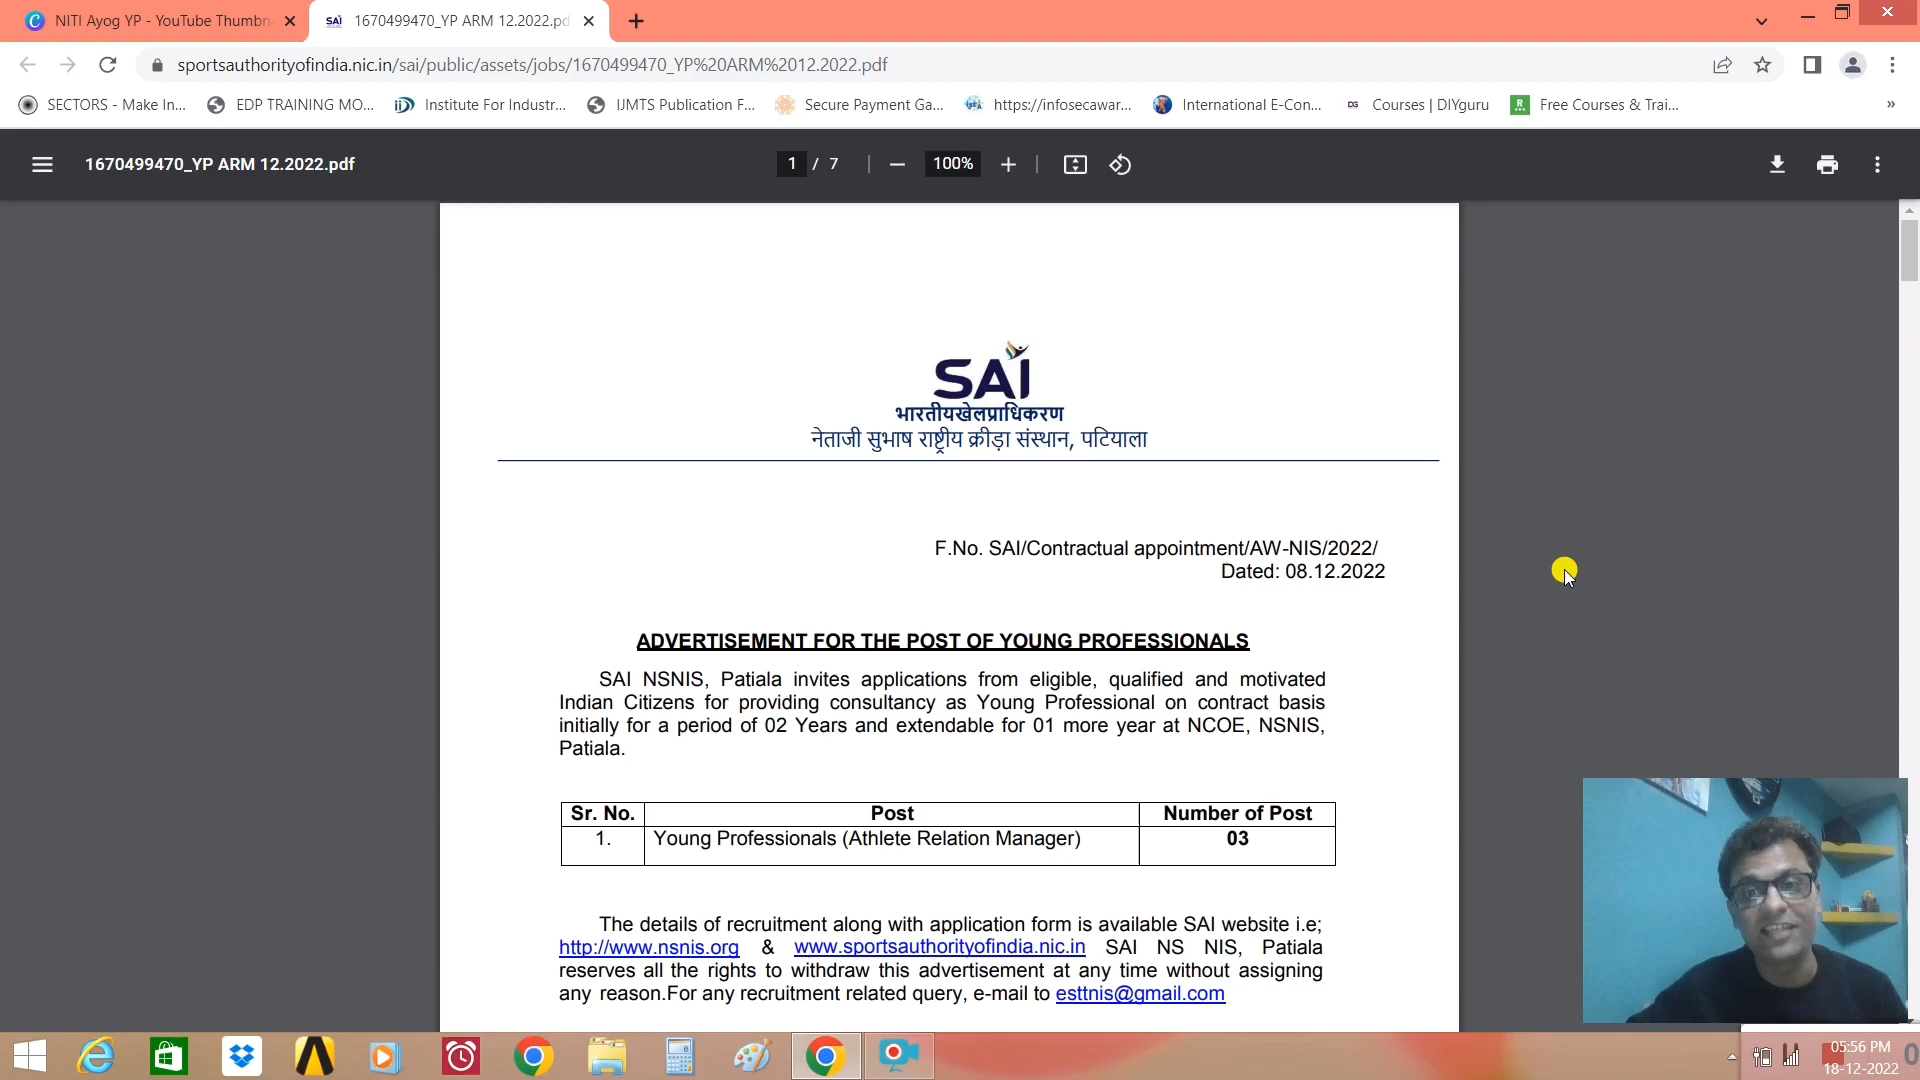 NITI Ayog YP - YouTube Thumbn
SAI 1670499470_YP ARM 12.2022.pd
sportsauthorityofindia.nic.in/sai/public/assets/jobs/1670499470_YP%20ARM%2012.2022.pdf
SECTORS - Make In... EDP TRAINING MO... Institute For Industr... IJMTS Publication F... Secure Payment Ga... https://infosecawar... International E-Con... DG Courses | DIYguru R. Free Courses & Trai... »
1670499470_YP ARM 12.2022.pdf 1 / 7 100%
SAI
भारतीयखेलप्राधिकरण
नेताजी सुभाष राष्ट्रीय क्रीड़ा संस्थान, पटियाला
F.No. SAI/Contractual appointment/AW-NIS/2022/
Dated: 08.12.2022
ADVERTISEMENT FOR THE POST OF YOUNG PROFESSIONALS
SAI NSNIS, Patiala invites applications from eligible, qualified and motivated
Indian Citizens for providing consultancy as Young Professional on contract basis
initially for a period of 02 Years and extendable for 01 more year at NCOE, NSNIS,
Patiala.
Sr. No. Post Number of Post
1. Young Professionals (Athlete Relation Manager) 03
The details of recruitment along with application form is available SAI website i.e;
http://www.nsnis.org & www.sportsauthorityofindia.nic.in SAI NS NIS, Patiala
reserves all the rights to withdraw this advertisement at any time without assigning
any reason.For any recruitment related query, e-mail to esttnis@gmail.com
05:56 PM
18-12-2022